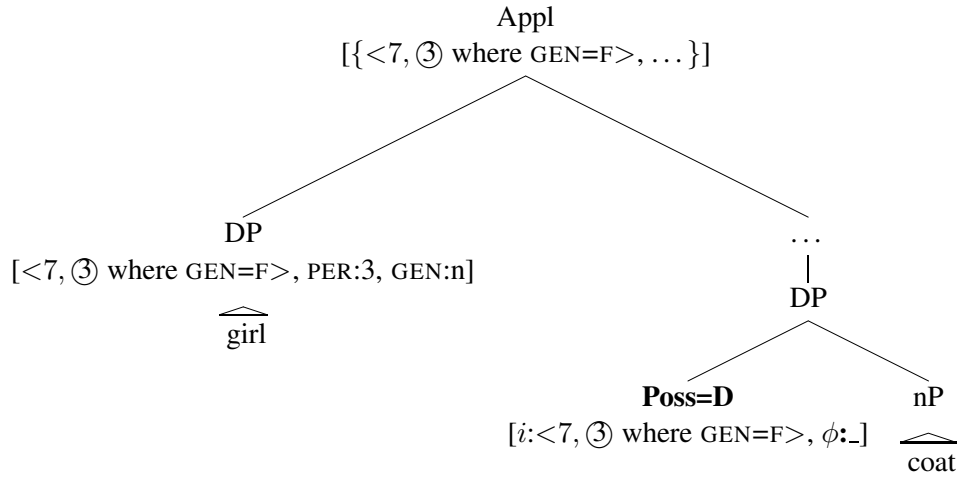 Appl
[{<7, ③ where GEN=F>, . . . }]
DP
[<7, ③ where GEN=F>, PER:3, GEN:n]
girl
. . .
DP
Poss=D
[i:<7, ③ where GEN=F>, ϕ:_]
nP
coat